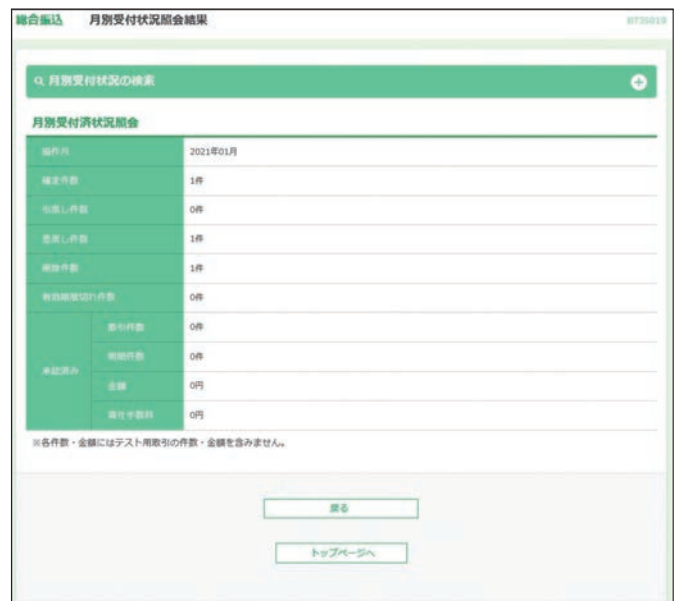 総合振込 月別受付状況照会結果 BTSS019
月別受付状況の検索
月別受付済状況照会
操作月 2021年01月
確定件数 1件
引戻し件数 0件
差戻し件数 1件
削除件数 1件
有効期限切れ件数 0件
承認済み
取引件数 0件
明細件数 0件
金額 0円
振込手数料 0円
※各件数・金額にはテスト用取引の件数・金額を含みません。
戻る
トップページへ